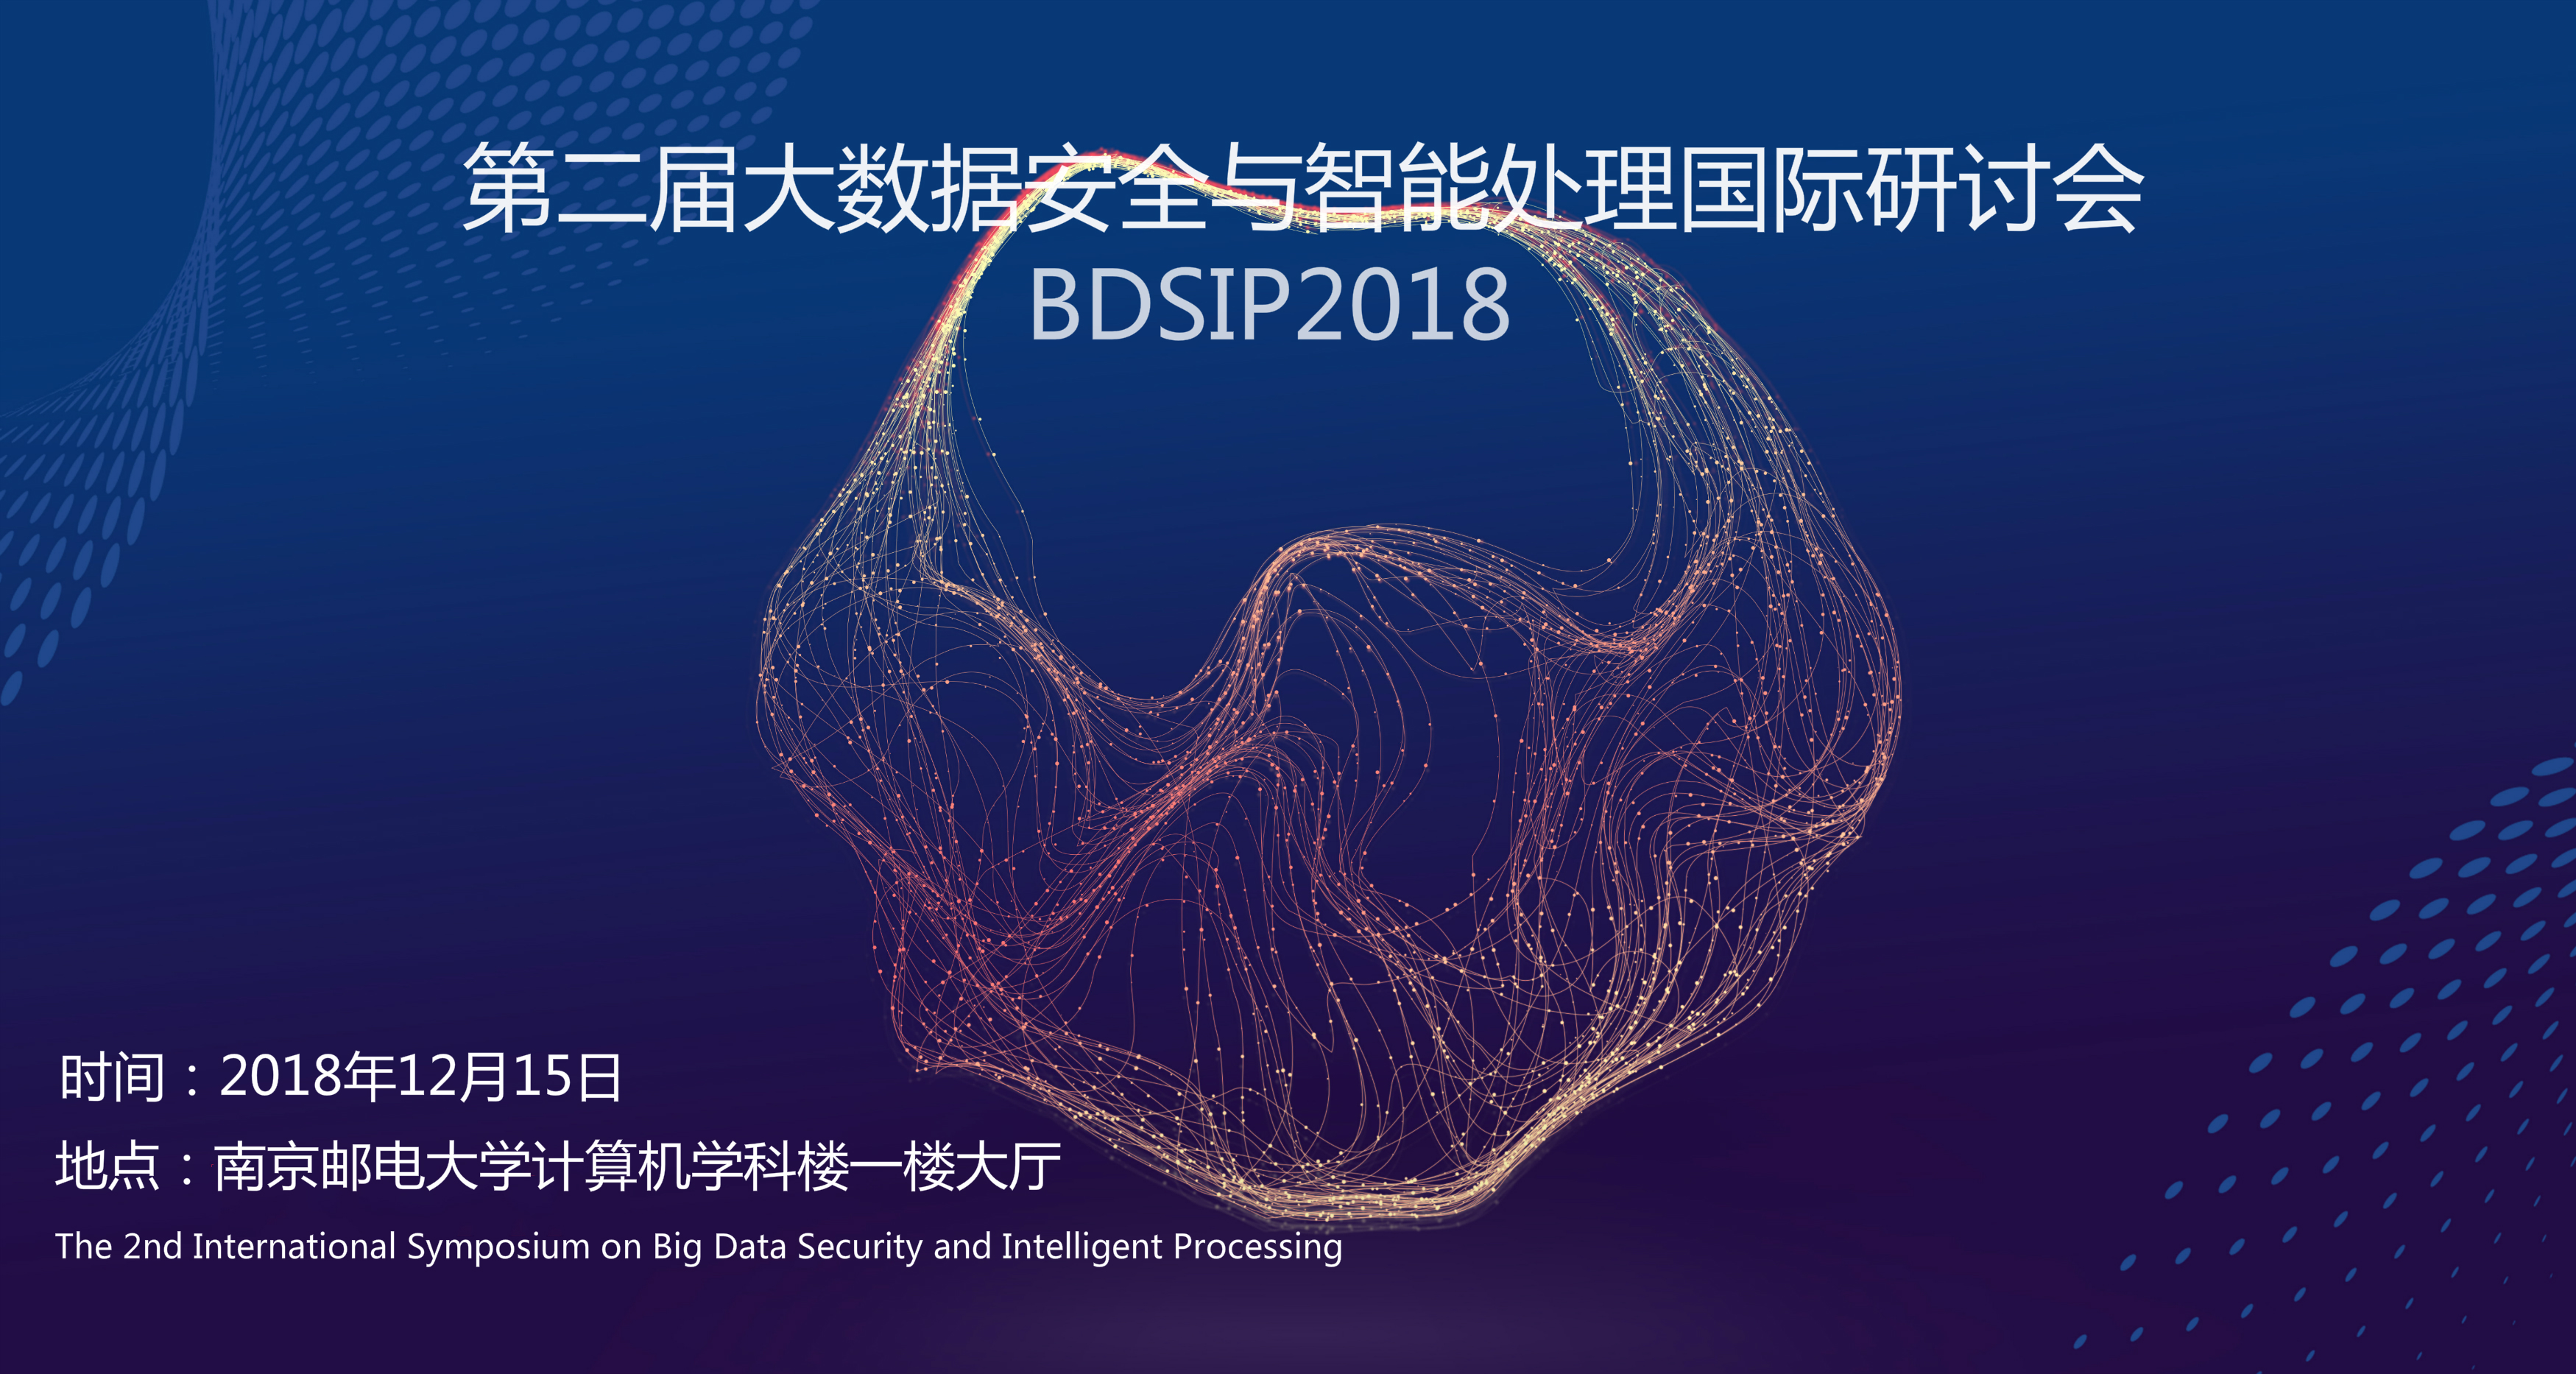 第二届大数据安全与智能处理国际研讨会
BDSIP2018
时间：2018年12月15日
地点：南京邮电大学计算机学科楼一楼大厅
The 2nd International Symposium on Big Data Security and Intelligent Processing